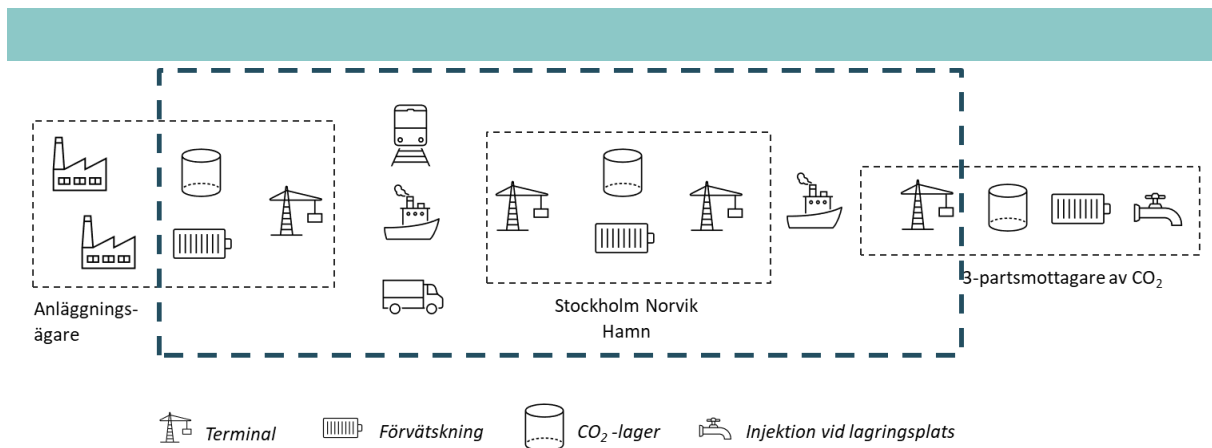 Anläggnings-
ägare
Stockholm Norvik
Hamn
3-partsmottagare av CO₂
Terminal
Förvätskning
CO₂ -lager
Injektion vid lagringsplats